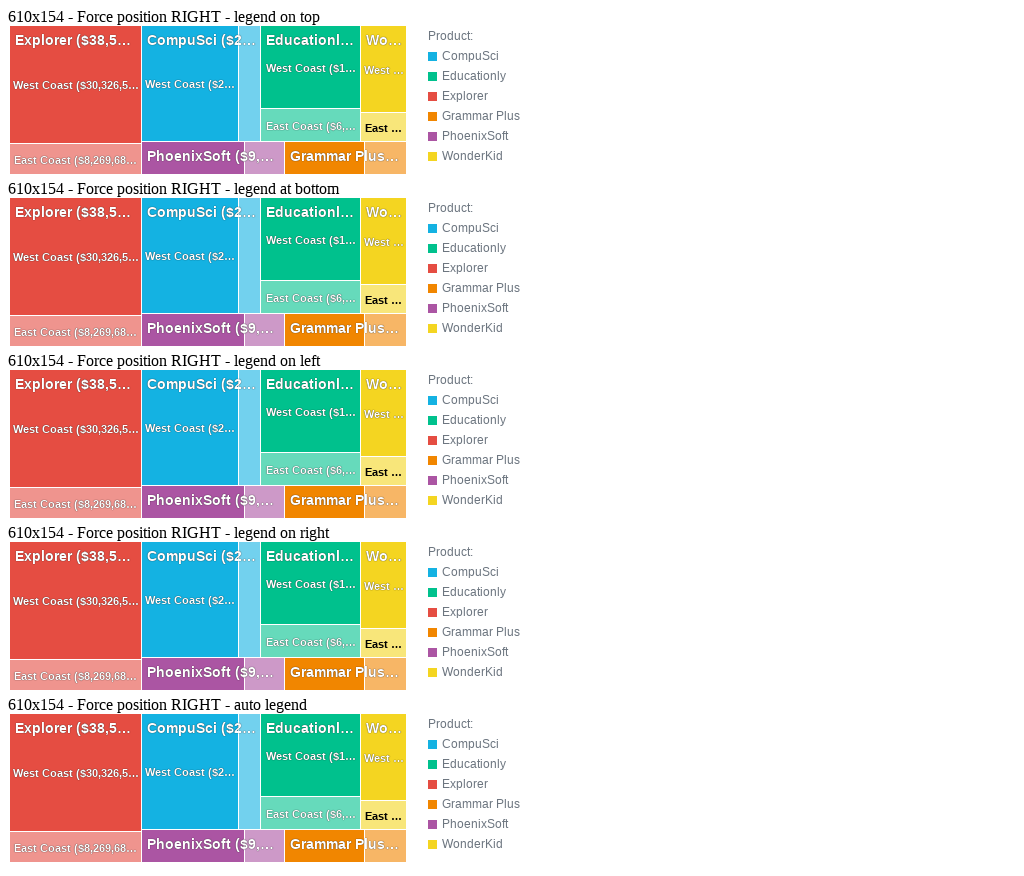 610x154 - Force position RIGHT - legend on top
Explorer ($38,5… CompuSci ($2… Educationl… Wo…
West Coast ($30,326,5… West Coast ($2… West Coast ($1… West …
East Coast ($8,269,68… East Coast ($6,… East …
PhoenixSoft ($9,… Grammar Plus…
Product:
CompuSci
Educationly
Explorer
Grammar Plus
PhoenixSoft
WonderKid
610x154 - Force position RIGHT - legend at bottom
Explorer ($38,5… CompuSci ($2… Educationl… Wo…
West Coast ($30,326,5… West Coast ($2… West Coast ($1… West …
East Coast ($8,269,68… East Coast ($6,… East …
PhoenixSoft ($9,… Grammar Plus…
Product:
CompuSci
Educationly
Explorer
Grammar Plus
PhoenixSoft
WonderKid
610x154 - Force position RIGHT - legend on left
Explorer ($38,5… CompuSci ($2… Educationl… Wo…
West Coast ($30,326,5… West Coast ($2… West Coast ($1… West …
East Coast ($8,269,68… East Coast ($6,… East …
PhoenixSoft ($9,… Grammar Plus…
Product:
CompuSci
Educationly
Explorer
Grammar Plus
PhoenixSoft
WonderKid
610x154 - Force position RIGHT - legend on right
Explorer ($38,5… CompuSci ($2… Educationl… Wo…
West Coast ($30,326,5… West Coast ($2… West Coast ($1… West …
East Coast ($8,269,68… East Coast ($6,… East …
PhoenixSoft ($9,… Grammar Plus…
Product:
CompuSci
Educationly
Explorer
Grammar Plus
PhoenixSoft
WonderKid
610x154 - Force position RIGHT - auto legend
Explorer ($38,5… CompuSci ($2… Educationl… Wo…
West Coast ($30,326,5… West Coast ($2… West Coast ($1… West …
East Coast ($8,269,68… East Coast ($6,… East …
PhoenixSoft ($9,… Grammar Plus…
Product:
CompuSci
Educationly
Explorer
Grammar Plus
PhoenixSoft
WonderKid